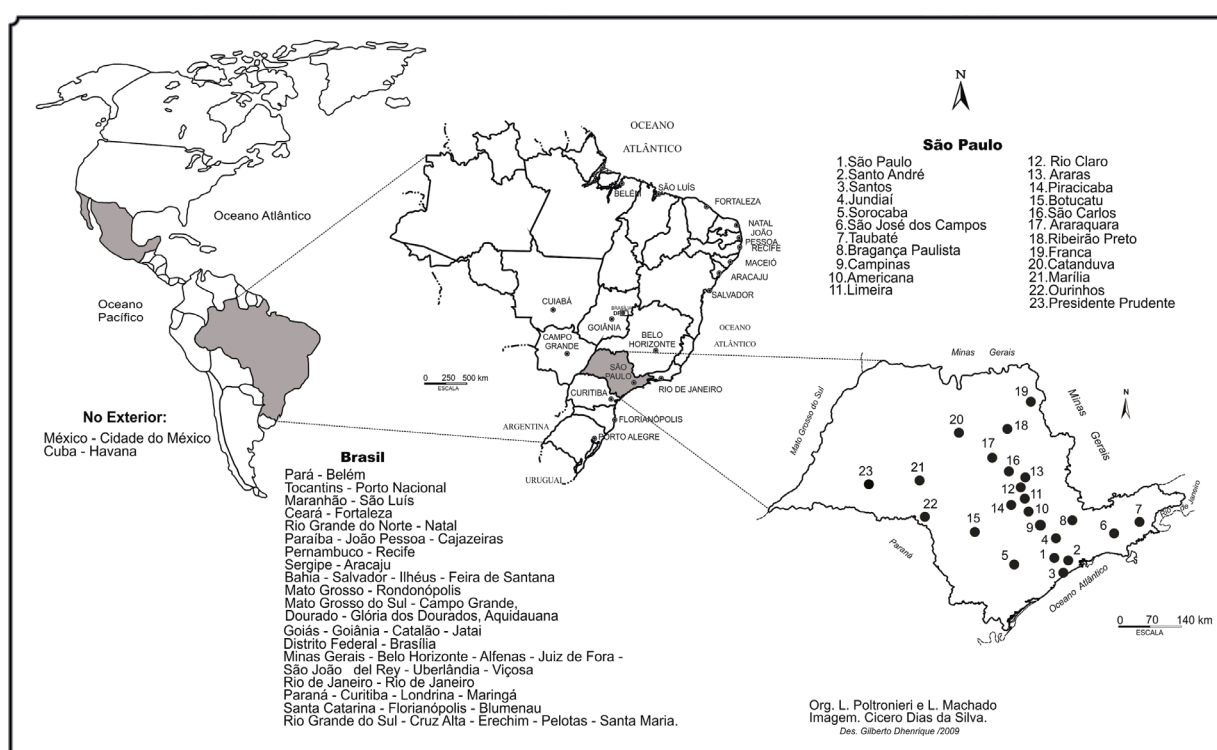 N
OCEANO
ATLÂNTICO
Oceano Atlântico
Oceano
Pacífico
No Exterior:
México - Cidade do México
Cuba - Havana
BELÉM
SÃO LUÍS
FORTALEZA
NATAL
JOÃO
PESSOA
RECIFE
MACEIÓ
ARACAJU
SALVADOR
CUIABÁ
GOIÂNIA
CAMPO
GRANDE
BELO
HORIZONTE
OCEANO
ATLÂNTICO
SÃO
PAULO
RIO DE JANEIRO
CURITIBA
FLORIANÓPOLIS
PORTO ALEGRE
ARGENTINA
URUGUAI
0 250 500 km
ESCALA
São Paulo
1.São Paulo
2.Santo André
3.Santos
4.Jundiaí
5.Sorocaba
6.São José dos Campos
7.Taubaté
8.Bragança Paulista
9.Campinas
10.Americana
11.Limeira
12. Rio Claro
13. Araras
14.Piracicaba
15.Botucatu
16.São Carlos
17. Araraquara
18.Ribeirão Preto
19.Franca
20.Catanduva
21.Marília
22.Ourinhos
23.Presidente Prudente
Minas Gerais
Mato Grosso do Sul
Minas Gerais
N
Rio de Janeiro
Paraná
Oceano Atlântico
19
20
18
17
16
13
23
21
12
11
14
10
22
15
9
8
7
6
4
5
1
2
3
0 70 140 km
ESCALA
Brasil
Pará - Belém
Tocantins - Porto Nacional
Maranhão - São Luís
Ceará - Fortaleza
Rio Grande do Norte - Natal
Paraíba - João Pessoa - Cajazeiras
Pernambuco - Recife
Sergipe - Aracaju
Bahia - Salvador - Ilhéus - Feira de Santana
Mato Grosso - Rondonópolis
Mato Grosso do Sul - Campo Grande,
Dourado - Glória dos Dourados, Aquidauana
Goiás - Goiânia - Catalão - Jatai
Distrito Federal - Brasília
Minas Gerais - Belo Horizonte - Alfenas - Juiz de Fora -
São João del Rey - Uberlândia - Viçosa
Rio de Janeiro - Rio de Janeiro
Paraná - Curitiba - Londrina - Maringá
Santa Catarina - Florianópolis - Blumenau
Rio Grande do Sul - Cruz Alta - Erechim - Pelotas - Santa Maria.
Org. L. Poltronieri e L. Machado
Imagem. Cicero Dias da Silva.
Des. Gilberto Dhenrique /2009